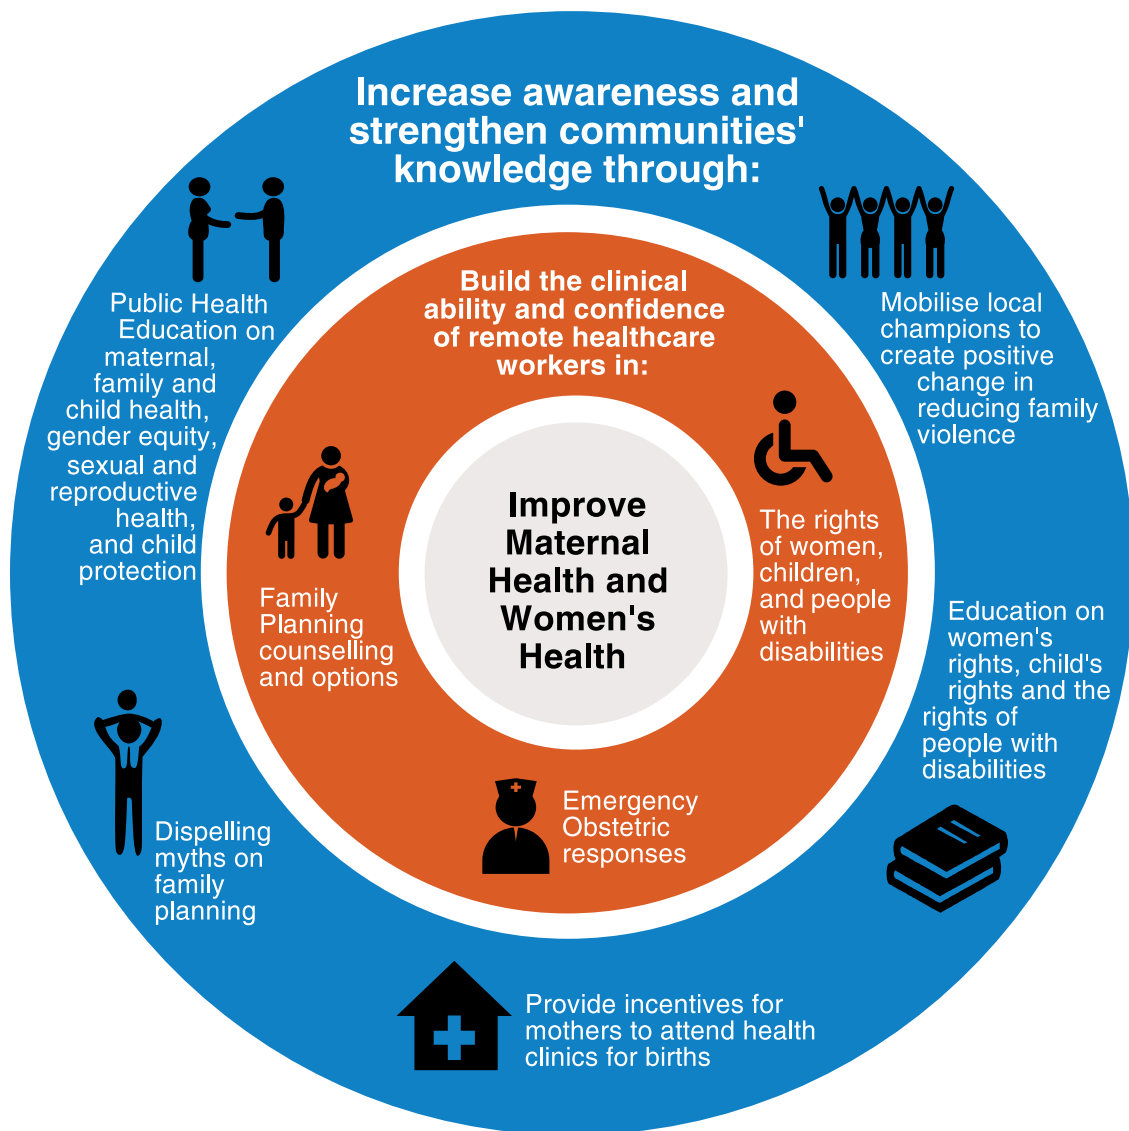 Increase awareness and
strengthen communities'
knowledge through:
Public Health
Education on
maternal,
family and
child health,
gender equity,
sexual and
reproductive
health,
and child
protection
Mobilise local
champions to
create positive
change in
reducing family
violence
Build the clinical
ability and confidence
of remote healthcare
workers in:
Family
Planning
counselling
and options
Improve
Maternal
Health and
Women's
Health
The rights
of women,
children,
and people
with
disabilities
Education on
women's
rights, child's
rights and the
rights of
people with
disabilities
Emergency
Obstetric
responses
Dispelling
myths on
family
planning
Provide incentives for
mothers to attend health
clinics for births